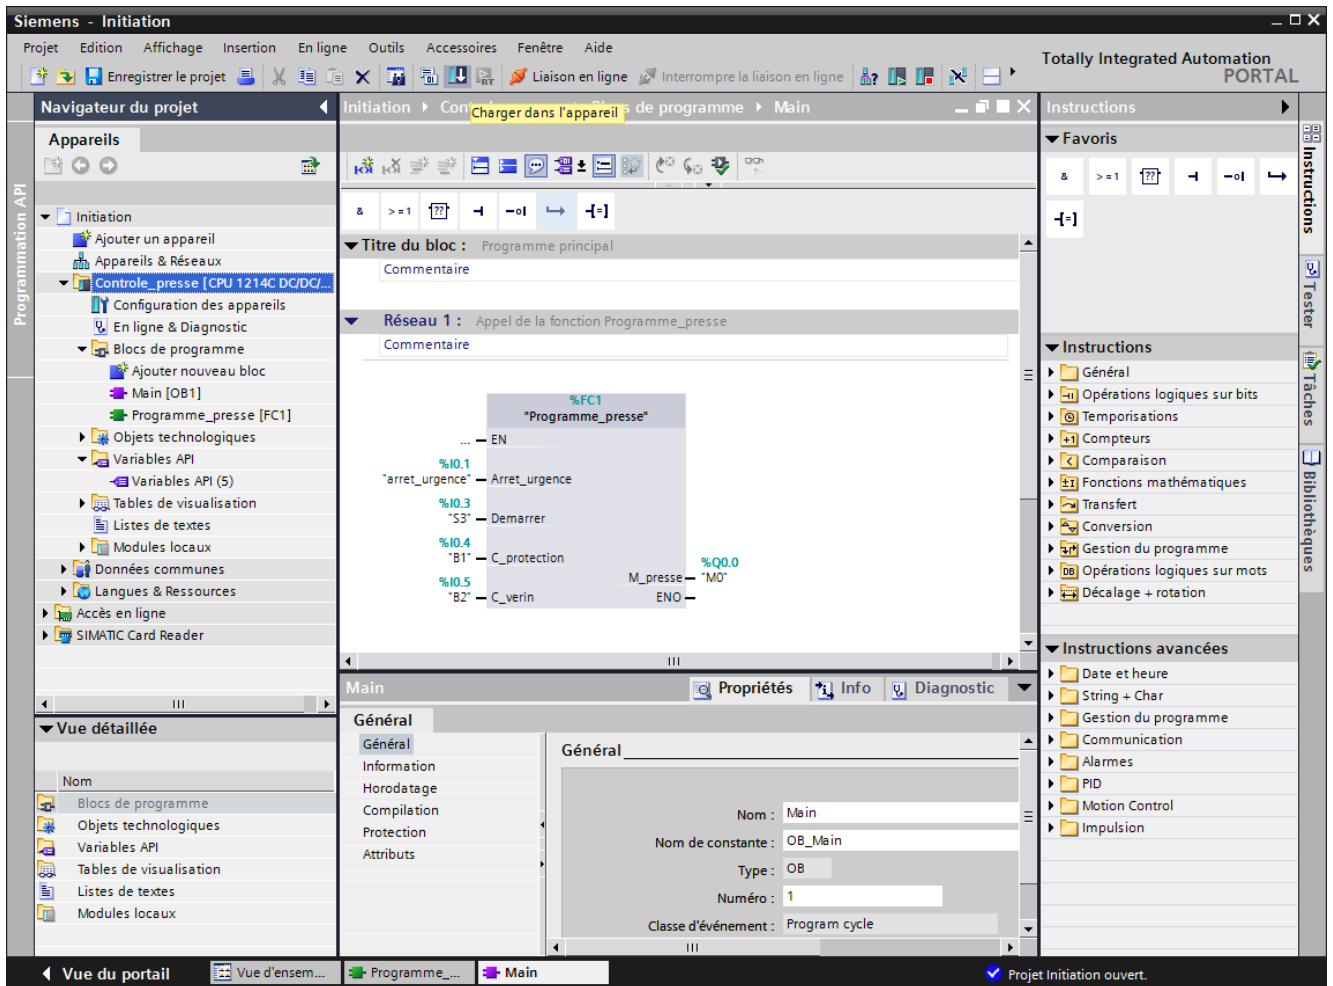 Siemens - Initiation
Projet Edition Affichage Insertion En ligne Outils Accessoires Fenêtre Aide
Totally Integrated Automation
PORTAL
Enregistrer le projet
Liaison en ligne
Interrompre la liaison en ligne
Charger dans l'appareil
Programmation API
Navigateur du projet
Appareils
Initiation
Ajouter un appareil
Appareils & Réseaux
Controle_presse [CPU 1214C DC/DC/...
Configuration des appareils
En ligne & Diagnostic
Blocs de programme
Ajouter nouveau bloc
Main [OB1]
Programme_presse [FC1]
Objets technologiques
Variables API
Variables API (5)
Tables de visualisation
Listes de textes
Modules locaux
Données communes
Langues & Ressources
Accès en ligne
SIMATIC Card Reader
Vue détaillée
Nom
Blocs de programme
Objets technologiques
Variables API
Tables de visualisation
Listes de textes
Modules locaux
Initiation
s de programme
Main
& >=1 ??
Titre du bloc : Programme principal
Commentaire
Réseau 1 : Appel de la fonction Programme_presse
Commentaire
%FC1
"Programme_presse"
... EN
%I0.1
"arret_urgence" Arret_urgence
%I0.3
"S3" Demarrer
%I0.4
"B1" C_protection
%Q0.0
M_presse "M0"
%I0.5
"B2" C_verin
ENO
Main
Propriétés Info Diagnostic
Général
Général
Information
Horodatage
Compilation
Protection
Attributs
Général
Nom : Main
Nom de constante : OB_Main
Type : OB
Numéro : 1
Classe d'événement : Program cycle
Instructions
Favoris
& >=1 ??
Instructions
Général
Opérations logiques sur bits
Temporisations
Compteurs
Comparaison
Fonctions mathématiques
Transfert
Conversion
Gestion du programme
Opérations logiques sur mots
Décalage + rotation
Instructions avancées
Date et heure
String + Char
Gestion du programme
Communication
Alarmes
PID
Motion Control
Impulsion
Instructions
Tester
Tâches
Bibliothèques
Vue du portail
Vue d'ensem...
Programme_...
Main
Projet Initiation ouvert.